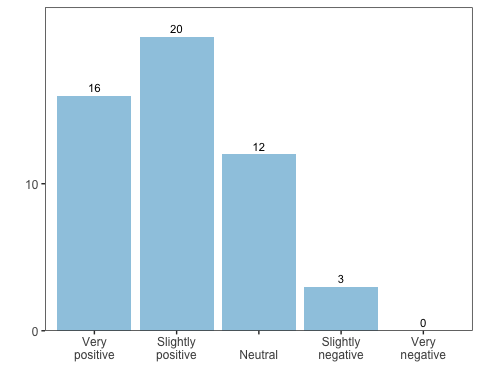 20
16
12
10
3
0
0
Very positive
Slightly positive
Neutral
Slightly negative
Very negative